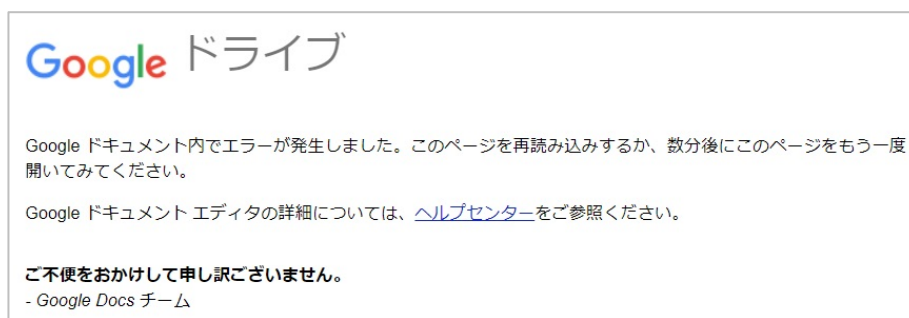 Google ドライブ
Google ドキュメント内でエラーが発生しました。このページを再読み込みするか、数分後にこのページをもう一度
開いてみてください。
Google ドキュメント エディタの詳細については、ヘルプセンターをご参照ください。
ご不便をおかけして申し訳ございません。
- Google Docs チーム